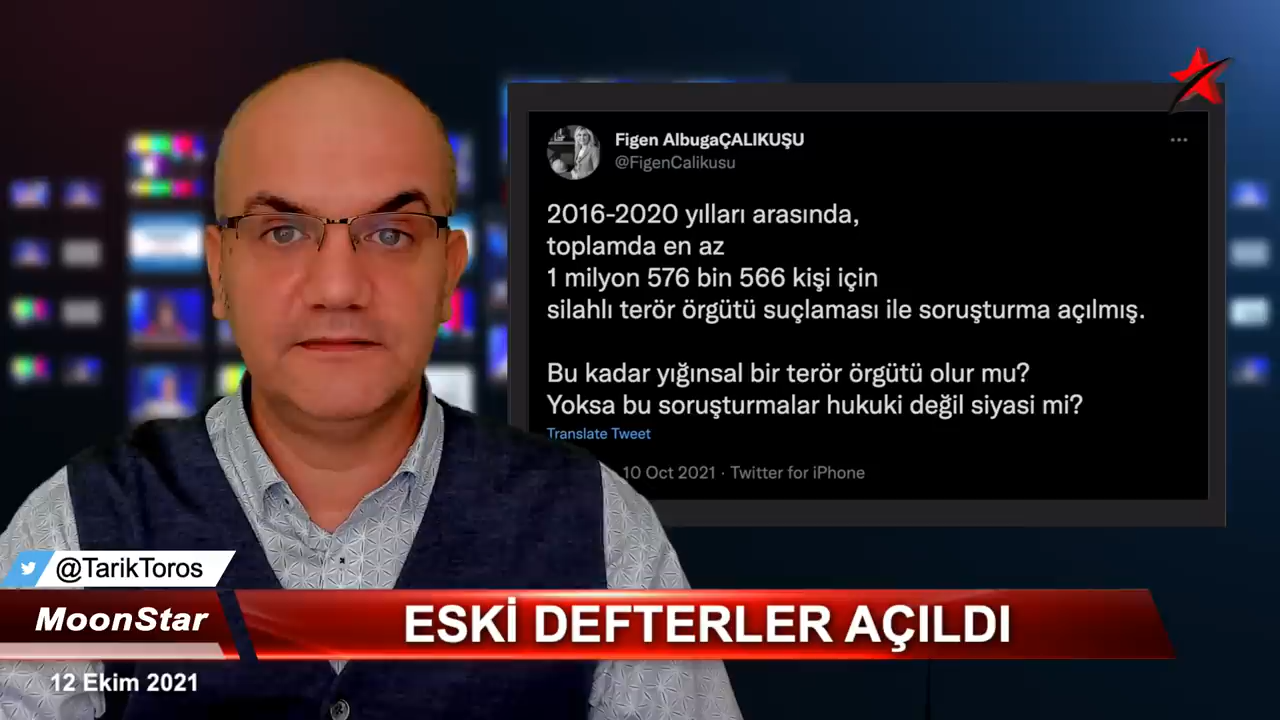 Figen AlbugaÇALIKUŞU
@FigenCalikusu
2016-2020 yılları arasında,
toplamda en az
1 milyon 576 bin 566 kişi için
silahlı terör örgütü suçlaması ile soruşturma açılmış.
Bu kadar yığınsal bir terör örgütü olur mu?
Yoksa bu soruşturmalar hukuki değil siyasi mi?
Translate Tweet
10 Oct 2021 · Twitter for iPhone
@TarikToros
MoonStar
ESKİ DEFTERLER AÇILDI
12 Ekim 2021